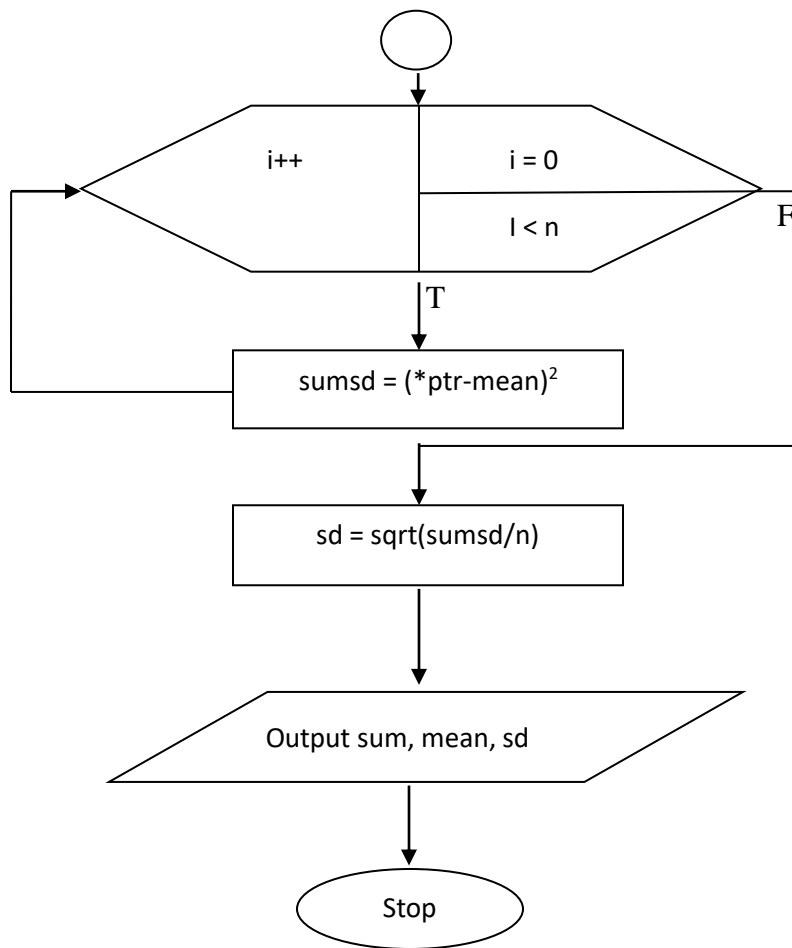 i++
i = 0
I < n
F
T
sumsd = (*ptr-mean)²
sd = sqrt(sumsd/n)
Output sum, mean, sd
Stop